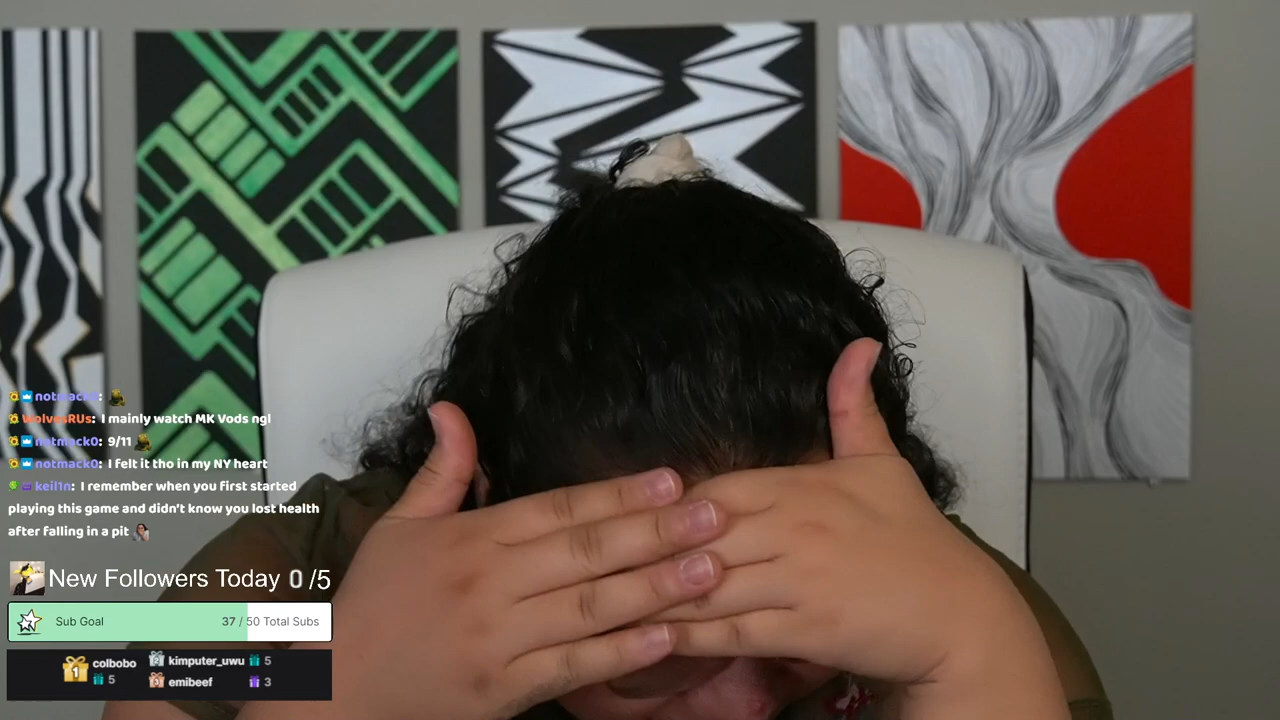 notmack0:
WolvesRUs: I mainly watch MK Vods ngl
notmack0: 9/11
notmack0: I felt it tho in my NY heart
keil1n: I remember when you first started
playing this game and didn't know you lost health
after falling in a pit
New Followers Today 0 /5
Sub Goal 37 / 50 Total Subs
1 colbobo 5
kimputer_uwu 5
emibeef 3